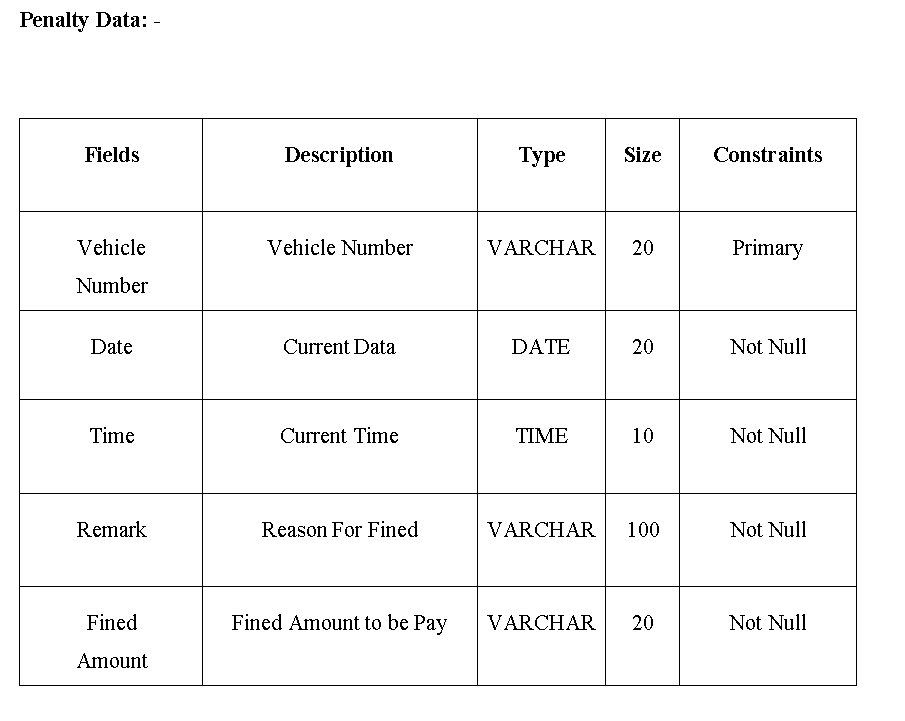 Penalty Data: -
Fields Description Type Size Constraints
Vehicle Number Vehicle Number VARCHAR 20 Primary
Date Current Data DATE 20 Not Null
Time Current Time TIME 10 Not Null
Remark Reason For Fined VARCHAR 100 Not Null
Fined Amount Fined Amount to be Pay VARCHAR 20 Not Null